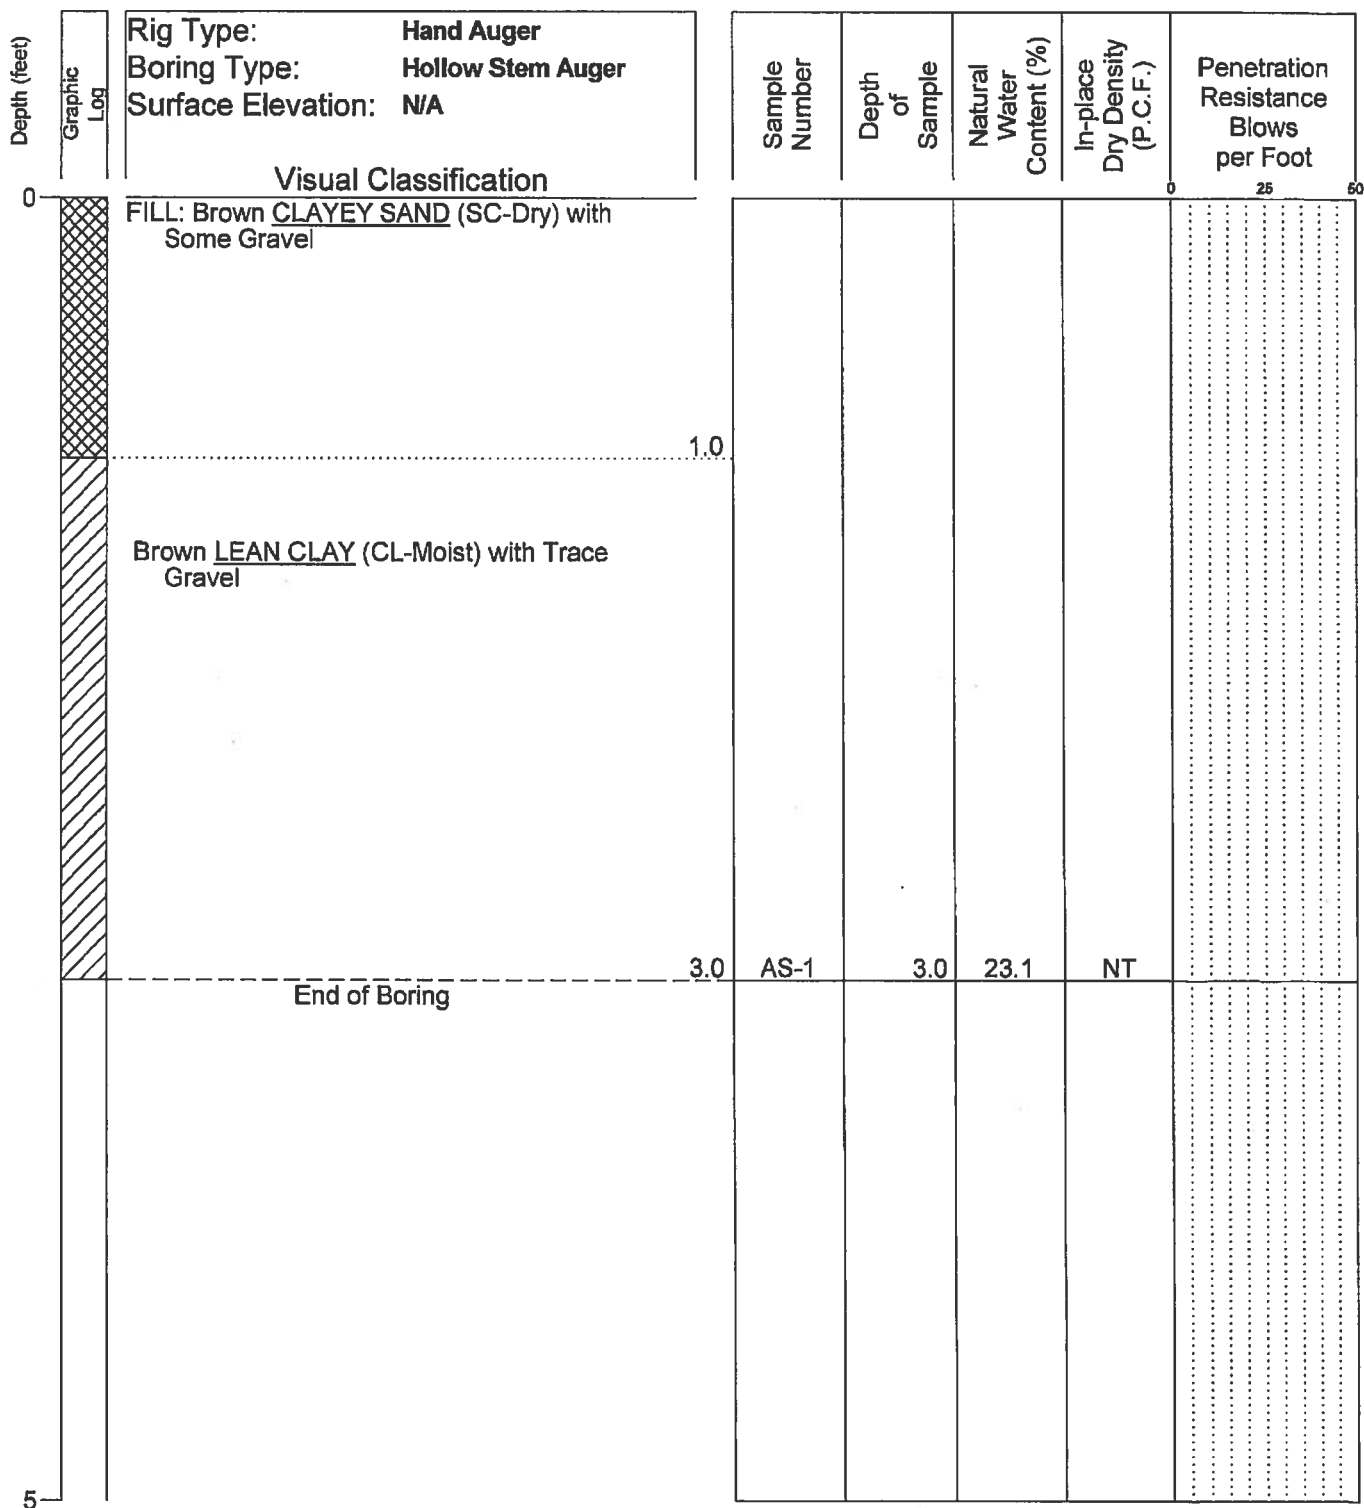 Depth (feet)
Graphic
Log
Rig Type: Hand Auger
Boring Type: Hollow Stem Auger
Surface Elevation: N/A
Visual Classification
Sample
Number
Depth
of
Sample
Natural
Water
Content (%)
In-place
Dry Density
(P.C.F.)
Penetration
Resistance
Blows
per Foot
0 25 50
0
FILL: Brown CLAYEY SAND (SC-Dry) with
Some Gravel
1.0
Brown LEAN CLAY (CL-Moist) with Trace
Gravel
3.0 AS-1 3.0 23.1 NT
End of Boring
5